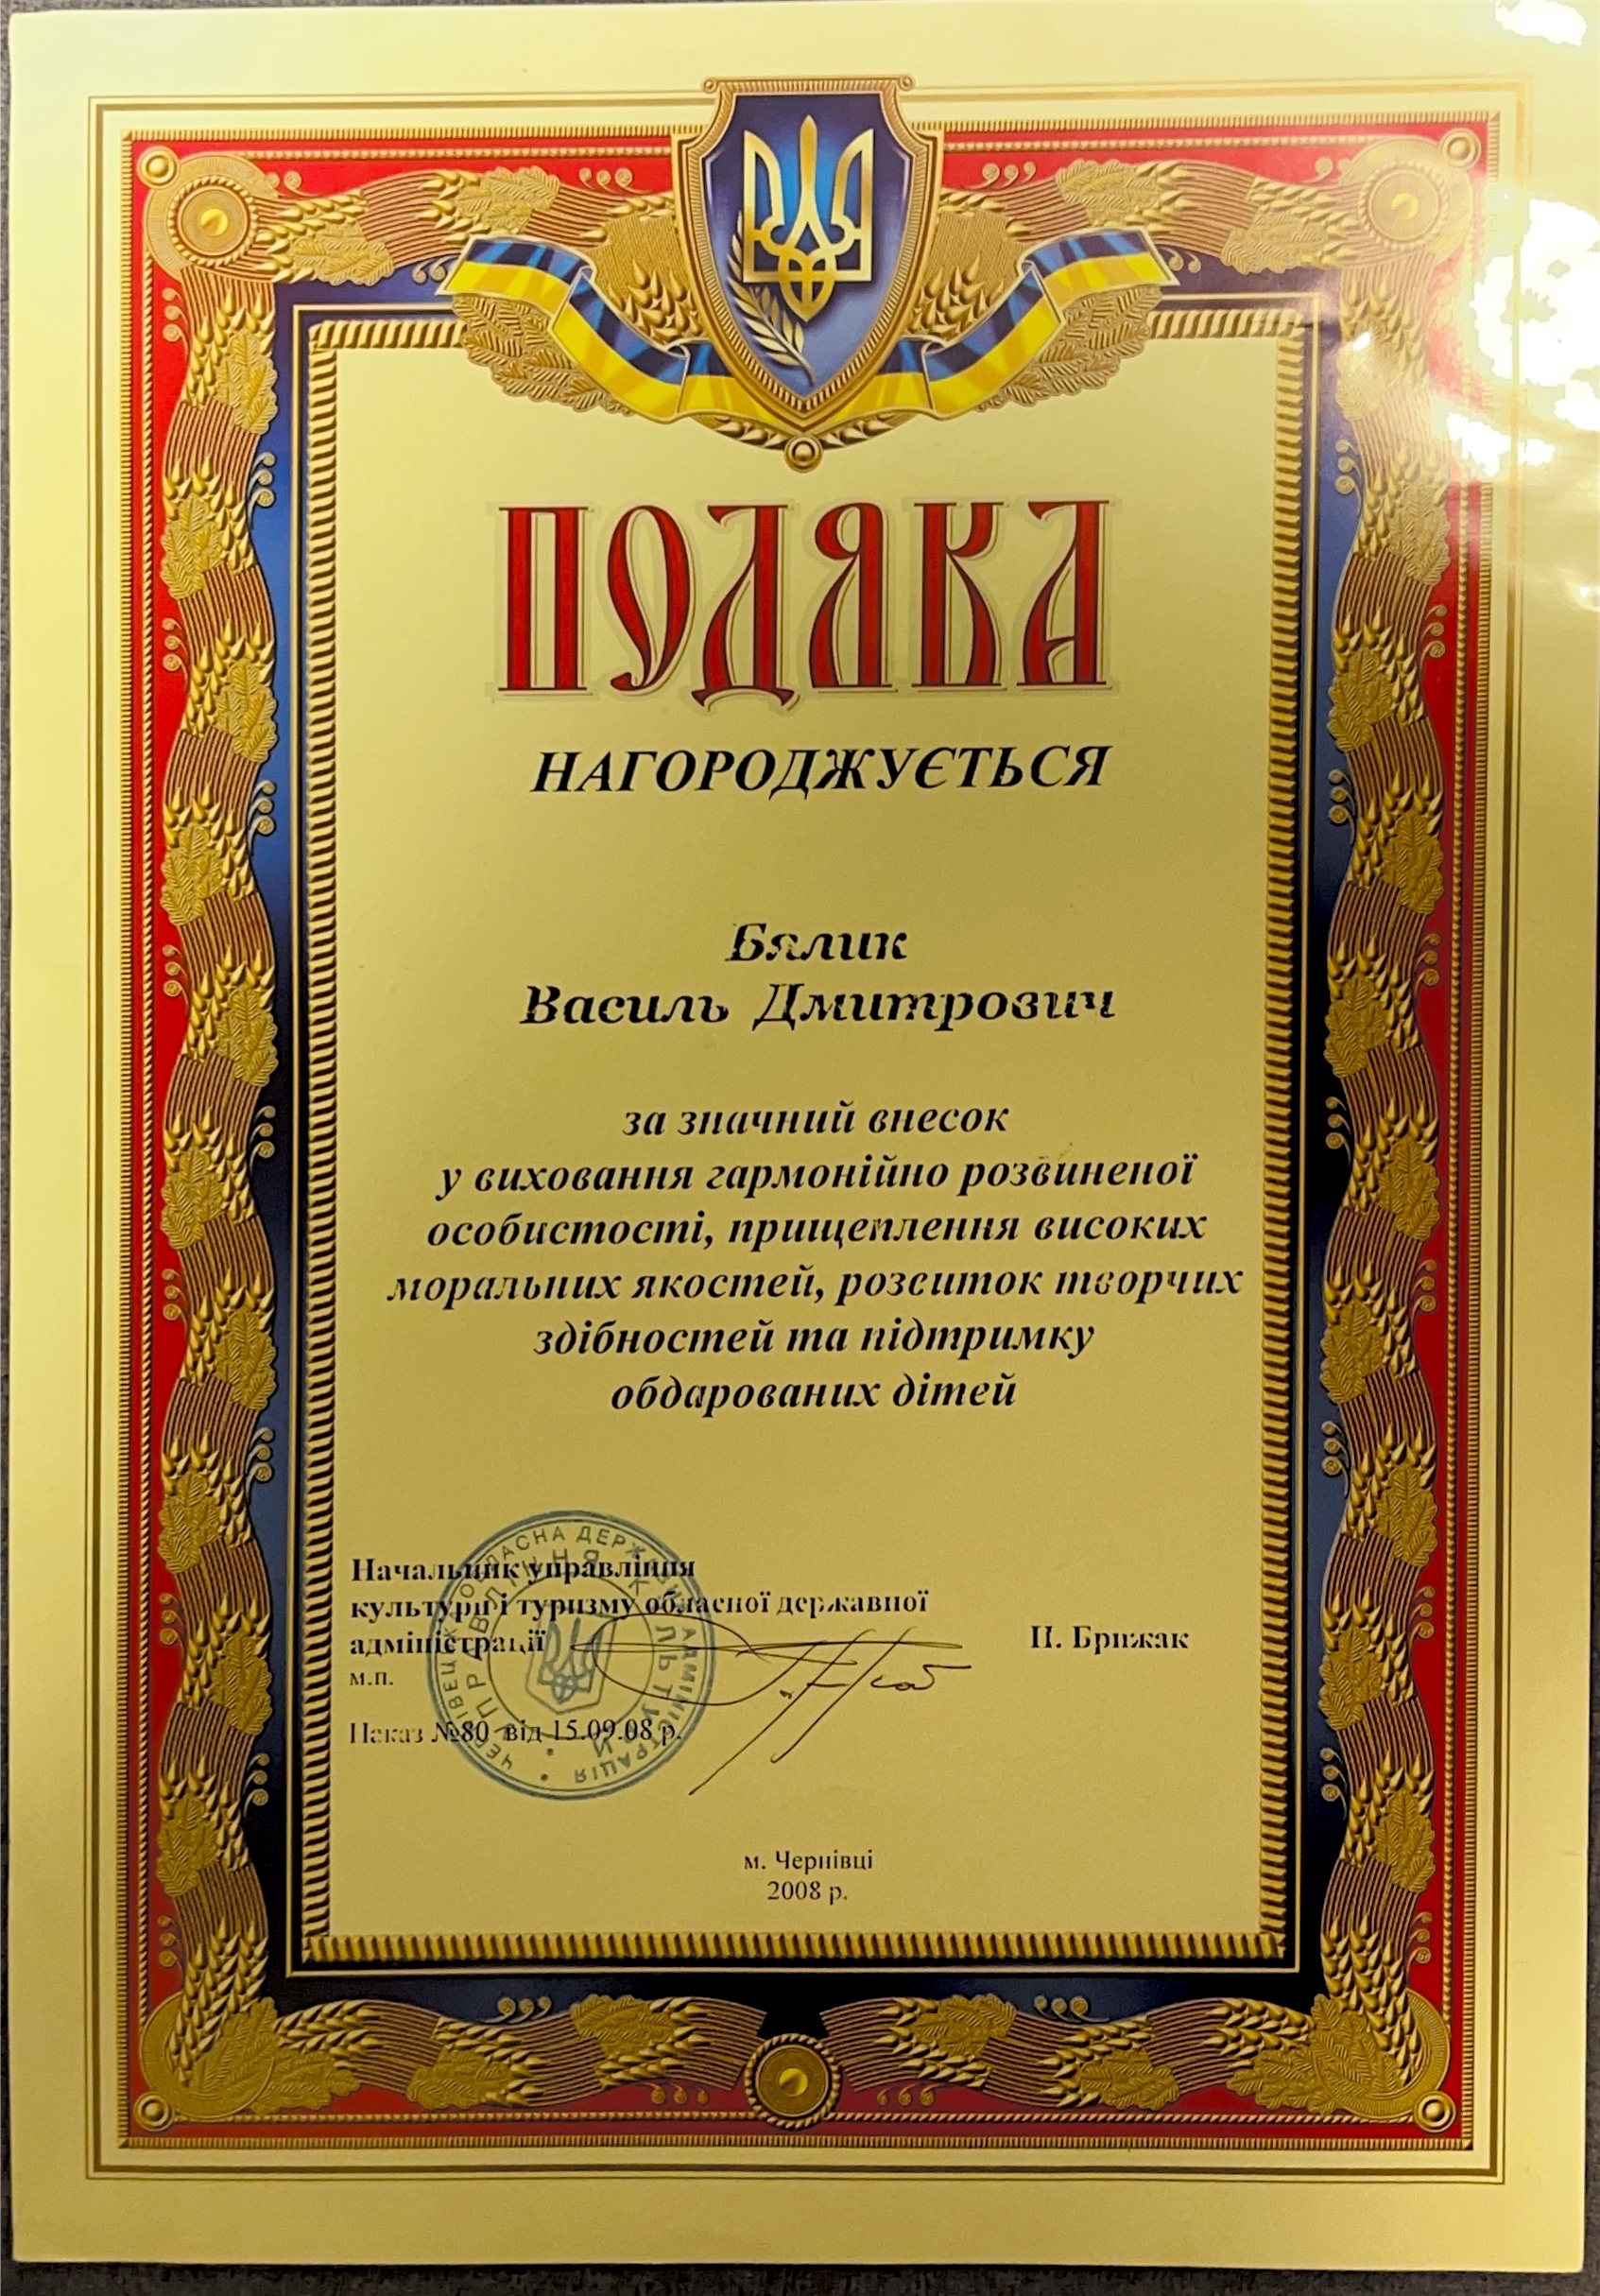 ПОДЯКА
НАГОРОДЖУЄТЬСЯ
Бялик
Василь Дмитрович
за значний внесок
у виховання гармонійно розвиненої
особистості, прищеплення високих
моральних якостей, розвиток творчих
здібностей та підтримку
обдарованих дітей
Начальник управління
культури і туризму обласної державної
адміністрації
Н. Брижак
м.п.
Наказ №80 від 15.09.08 р.
м. Чернівці
2008 р.